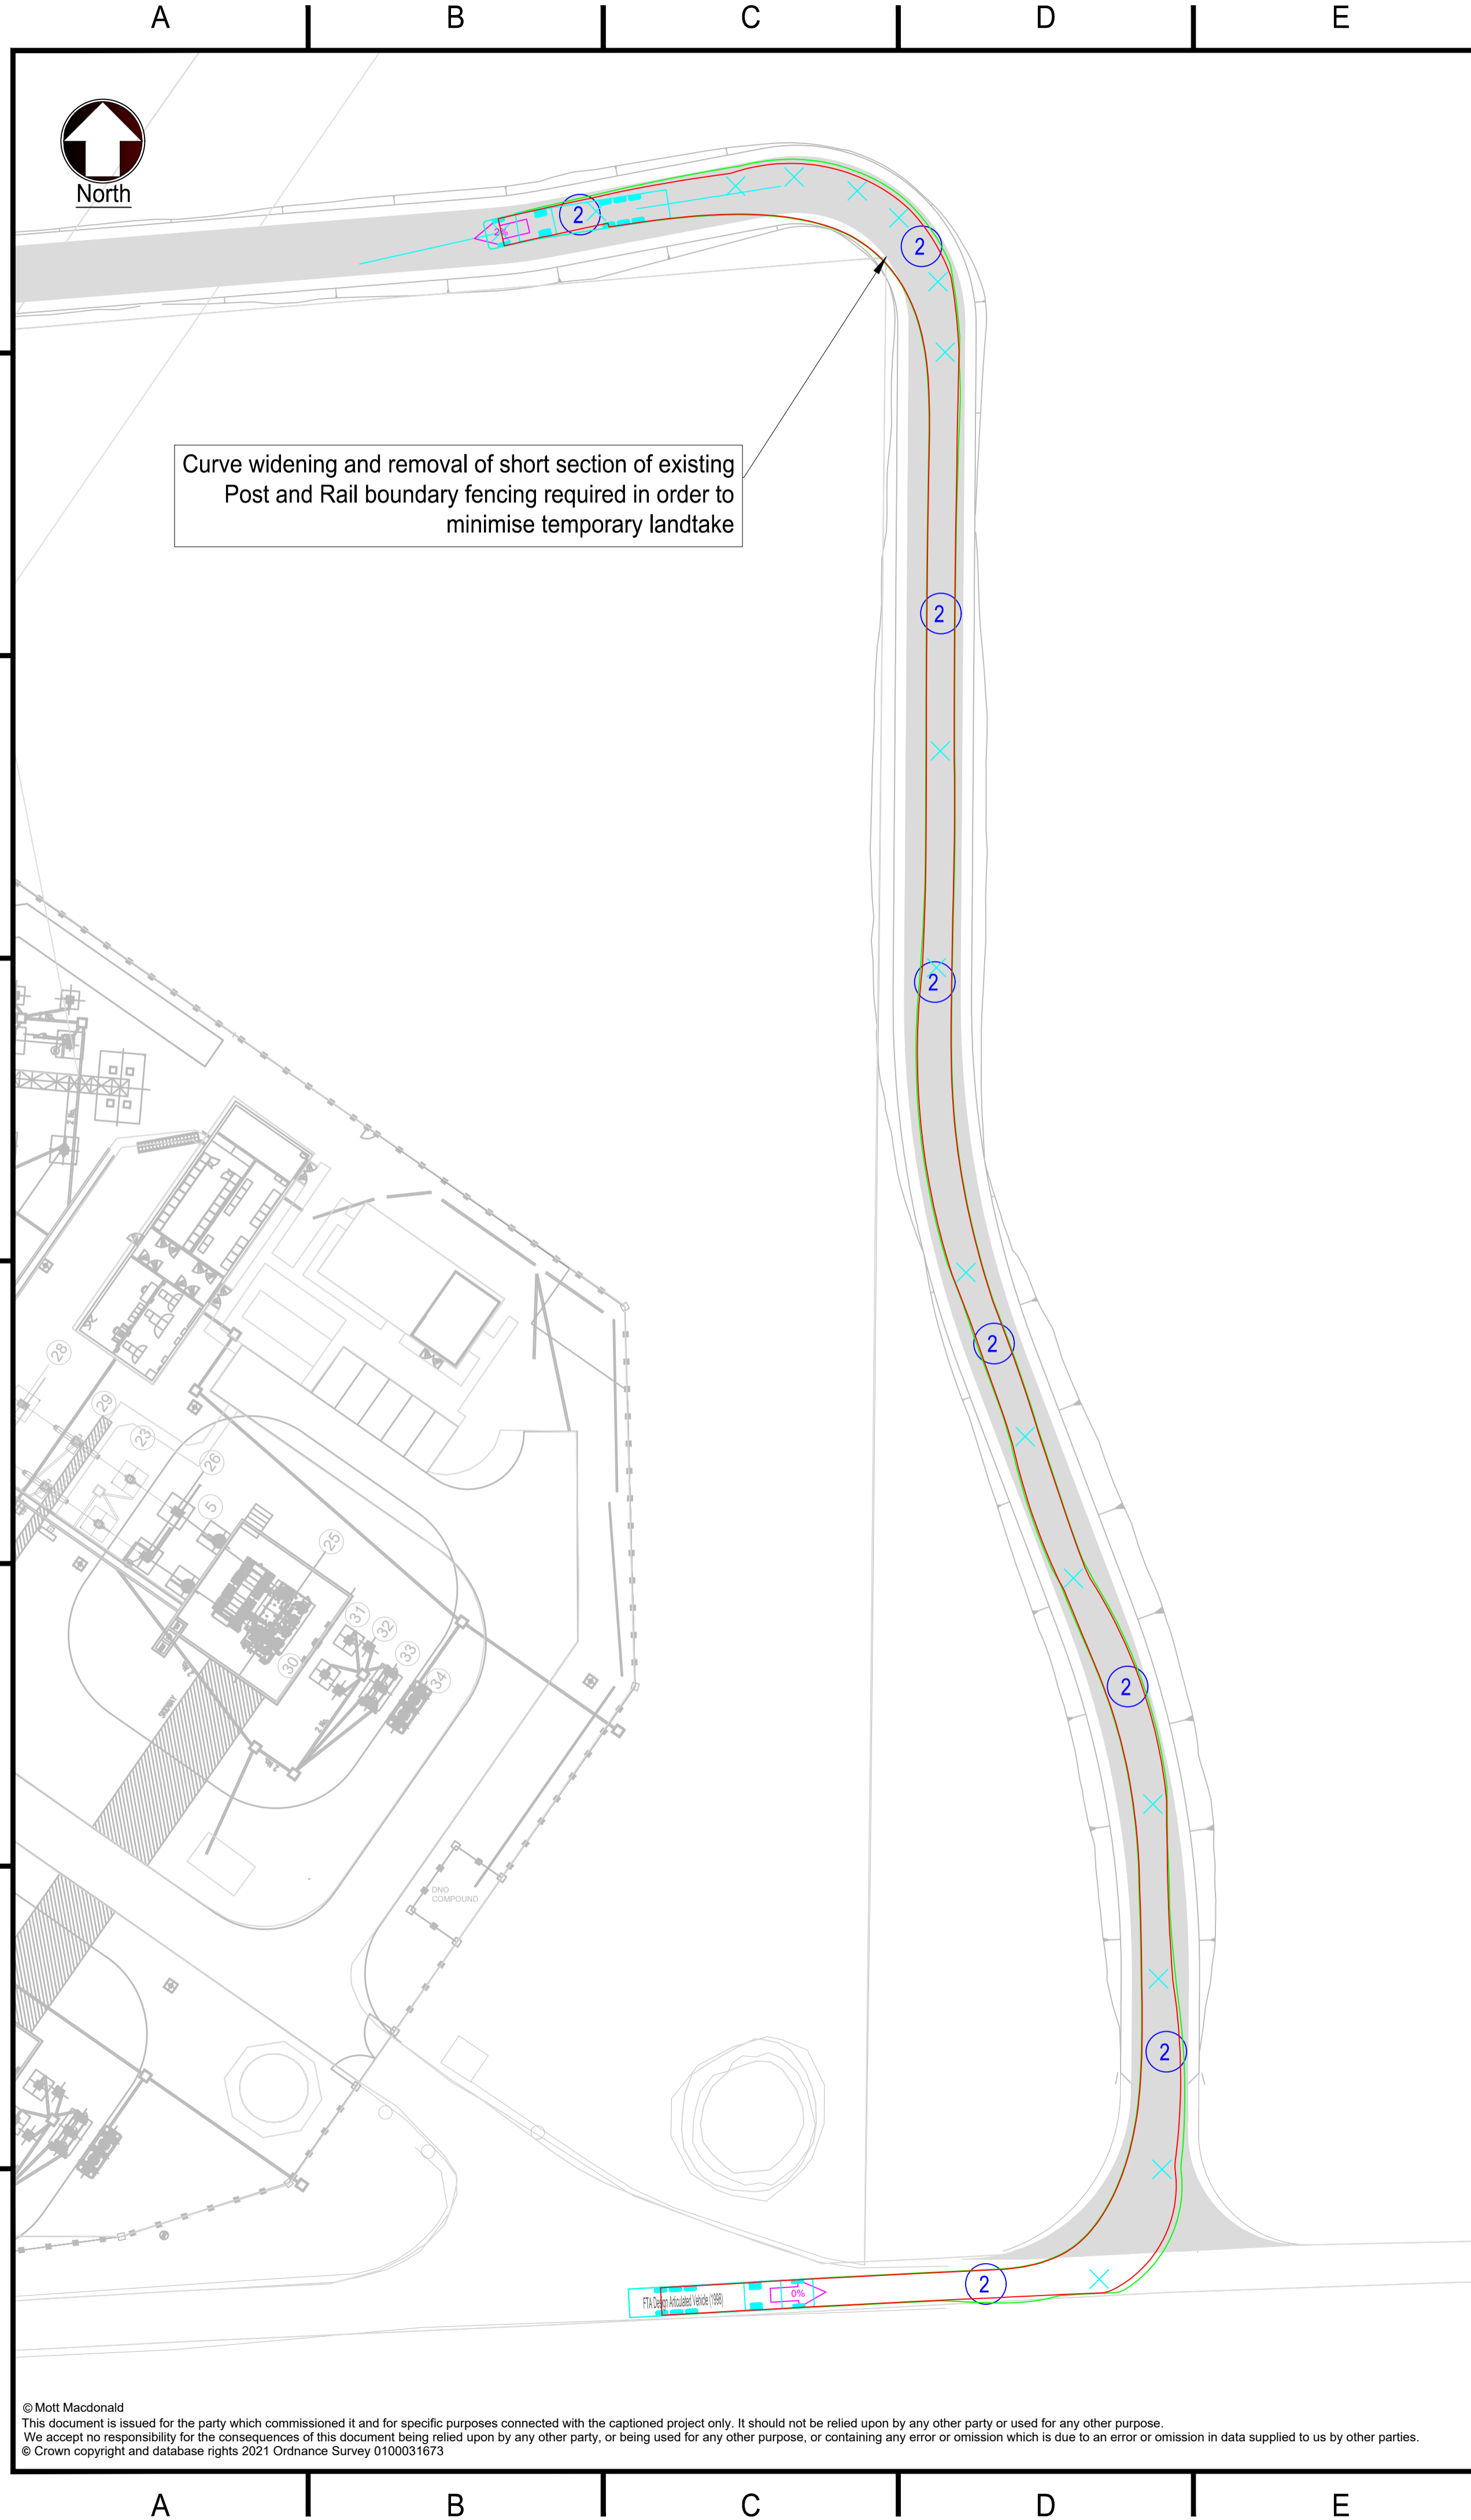 A B C D E
North
2%
2
2
Curve widening and removal of short section of existing
Post and Rail boundary fencing required in order to
minimise temporary landtake
2
2
28
2
29
23
26
5
25
31
32
33
30
34
2
DNO
COMPOUND
2
2
0%
FTA Design Articulated Vehicle (1998)
© Mott Macdonald
This document is issued for the party which commissioned it and for specific purposes connected with the captioned project only. It should not be relied upon by any other party or used for any other purpose.
We accept no responsibility for the consequences of this document being relied upon by any other party, or being used for any other purpose, or containing any error or omission which is due to an error or omission in data supplied to us by other parties.
© Crown copyright and database rights 2021 Ordnance Survey 0100031673
A B C D E